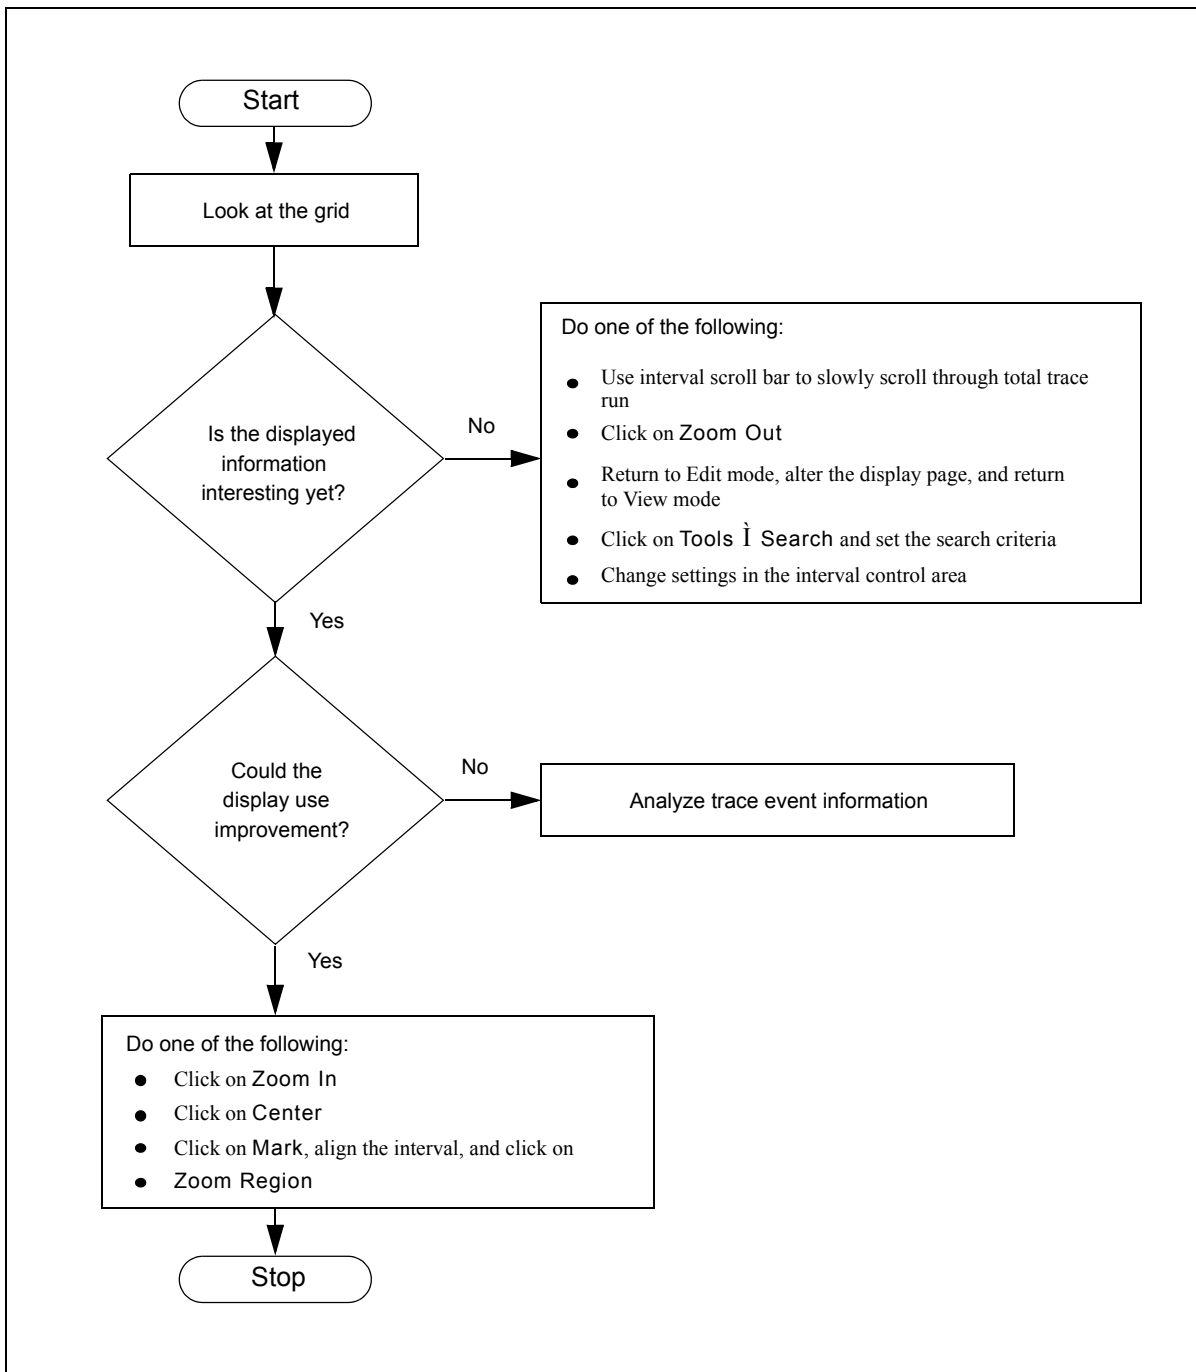 Start
Look at the grid
Is the displayed
information
interesting yet?
No
Do one of the following:
● Use interval scroll bar to slowly scroll through total trace
run
● Click on Zoom Out
● Return to Edit mode, alter the display page, and return
to View mode
● Click on Tools Ì Search and set the search criteria
● Change settings in the interval control area
Yes
Could the
display use
improvement?
No
Analyze trace event information
Yes
Do one of the following:
● Click on Zoom In
● Click on Center
● Click on Mark, align the interval, and click on
● Zoom Region
Stop